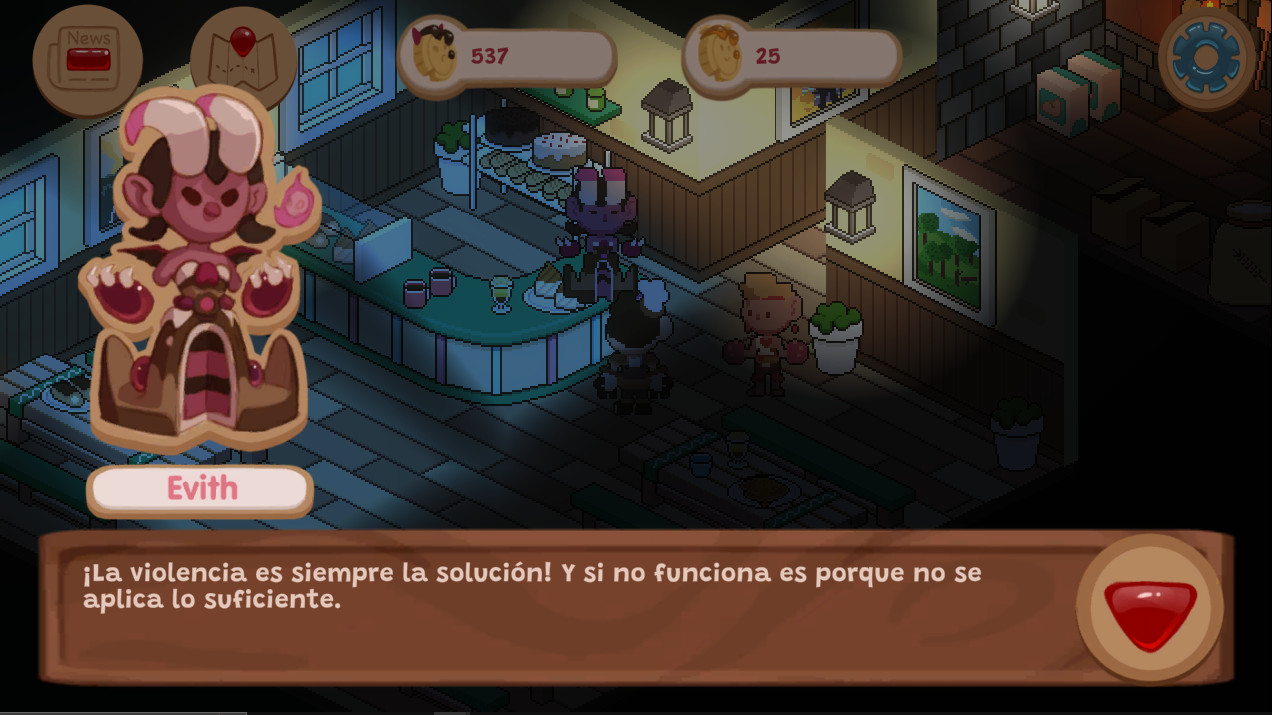 News
537
25
Evith
¡La violencia es siempre la solución! Y si no funciona es porque no se
aplica lo suficiente.